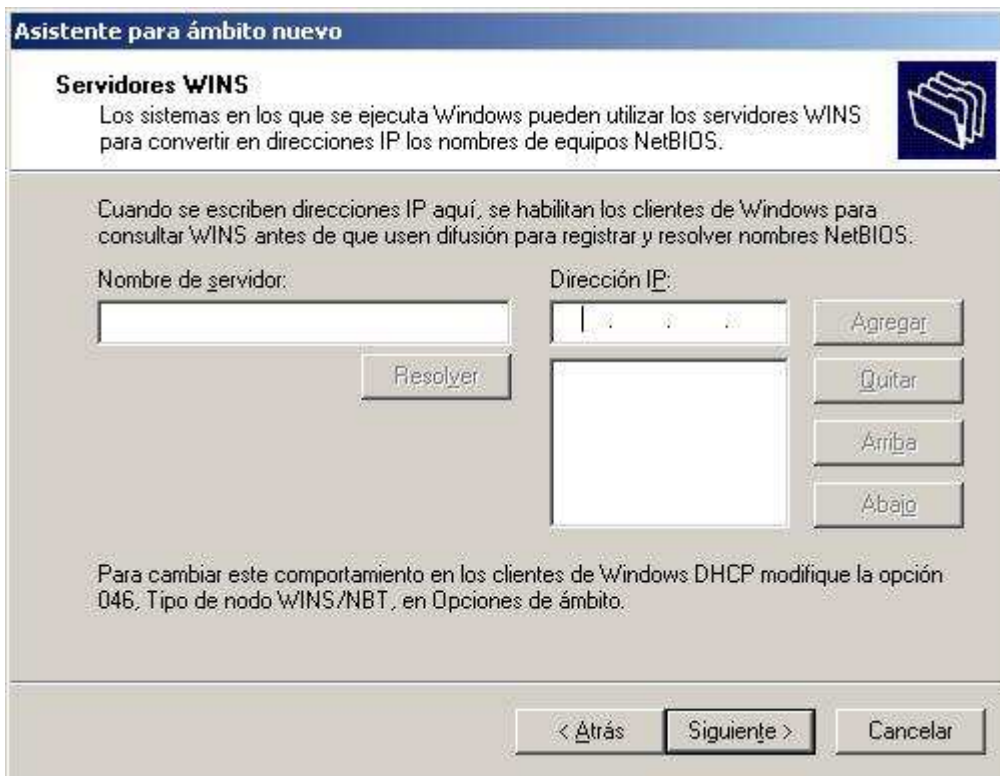 Asistente para ámbito nuevo
Servidores WINS
Los sistemas en los que se ejecuta Windows pueden utilizar los servidores WINS
para convertir en direcciones IP los nombres de equipos NetBIOS.
Cuando se escriben direcciones IP aquí, se habilitan los clientes de Windows para
consultar WINS antes de que usen difusión para registrar y resolver nombres NetBIOS.
Nombre de servidor:
Dirección IP:
Agregar
Resolver
Quitar
Arriba
Abajo
Para cambiar este comportamiento en los clientes de Windows DHCP modifique la opción
046, Tipo de nodo WINS/NBT, en Opciones de ámbito.
< Atrás
Siguiente >
Cancelar